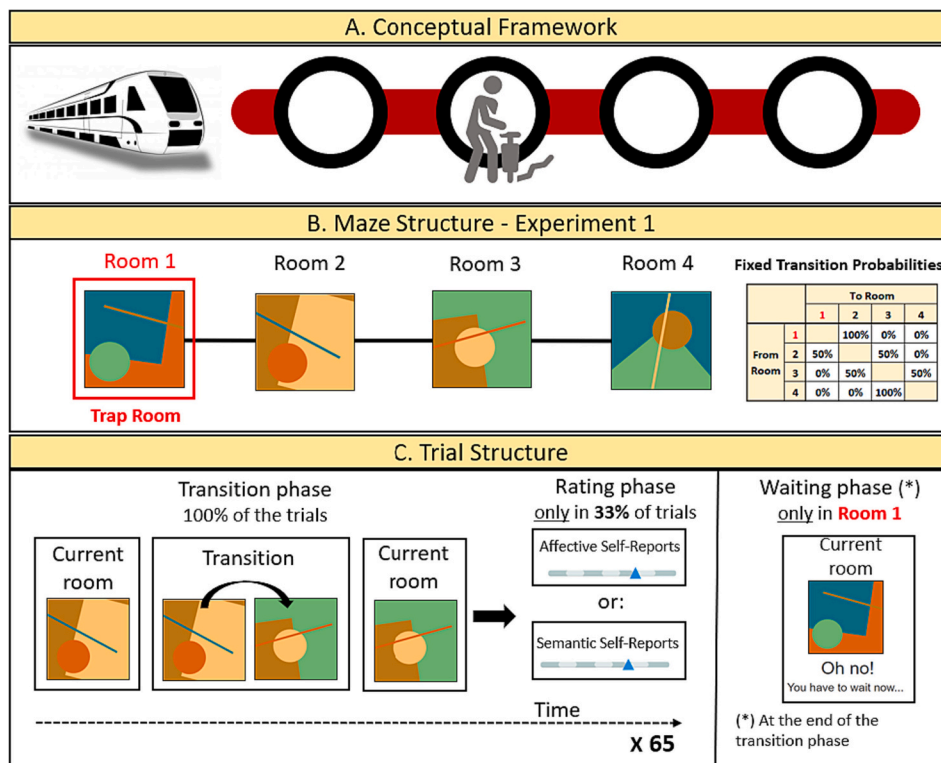 A. Conceptual Framework
B. Maze Structure - Experiment 1
Room 1
Room 2
Room 3
Room 4
Trap Room
Fixed Transition Probabilities
To Room
1 2 3 4
From Room
1 100% 0% 0%
2 50% 50% 0%
3 0% 50% 50%
4 0% 0% 100%
C. Trial Structure
Transition phase
100% of the trials
Current
room
Transition
Current
room
Rating phase
only in 33% of trials
Affective Self-Reports
or:
Semantic Self-Reports
Time
X 65
Waiting phase (*)
only in Room 1
Current
room
Oh no!
You have to wait now...
(*) At the end of the
transition phase